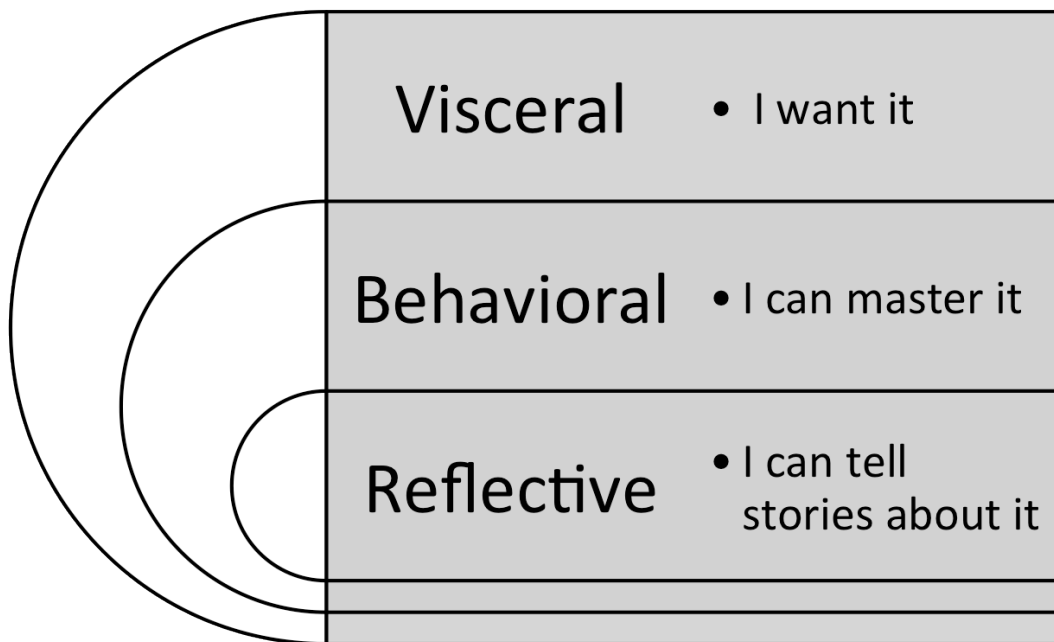 Visceral • I want it
Behavioral • I can master it
Reflective • I can tell
stories about it